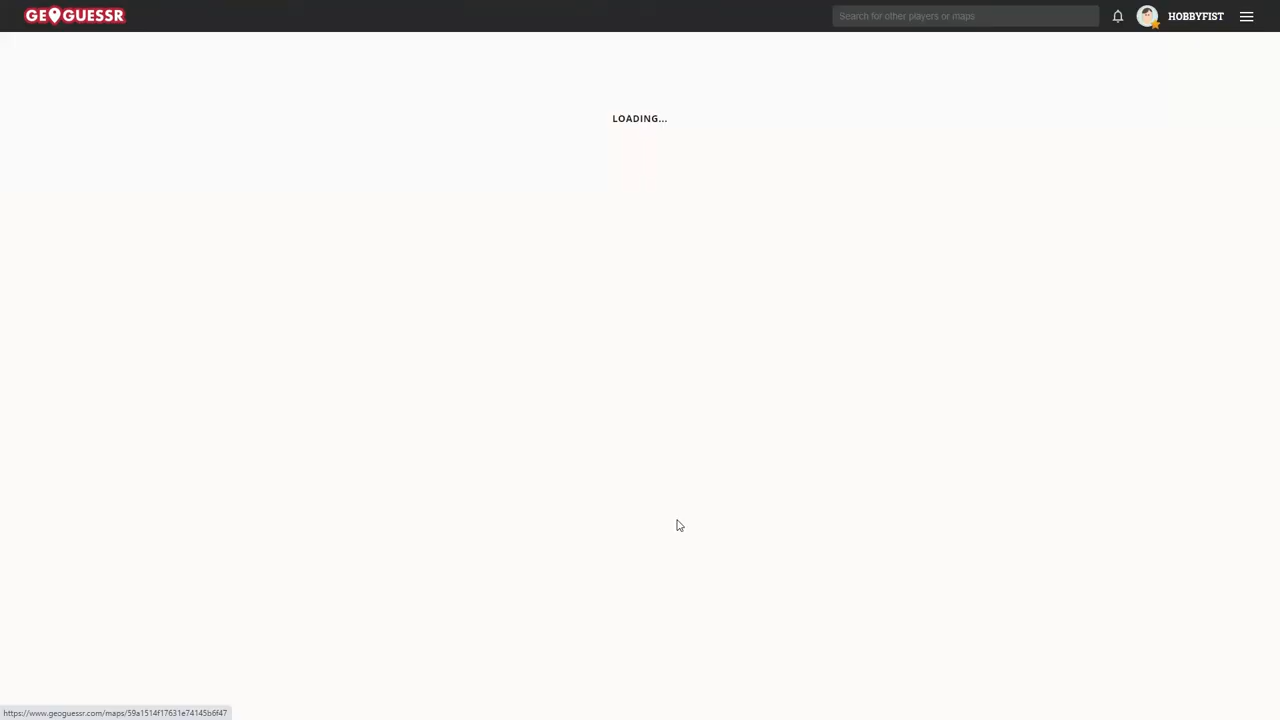 GEOGUESSR
Search for other players or maps
HOBBYFIST
LOADING...
https://www.geoguessr.com/maps/59a1514f17631e74145b6f47